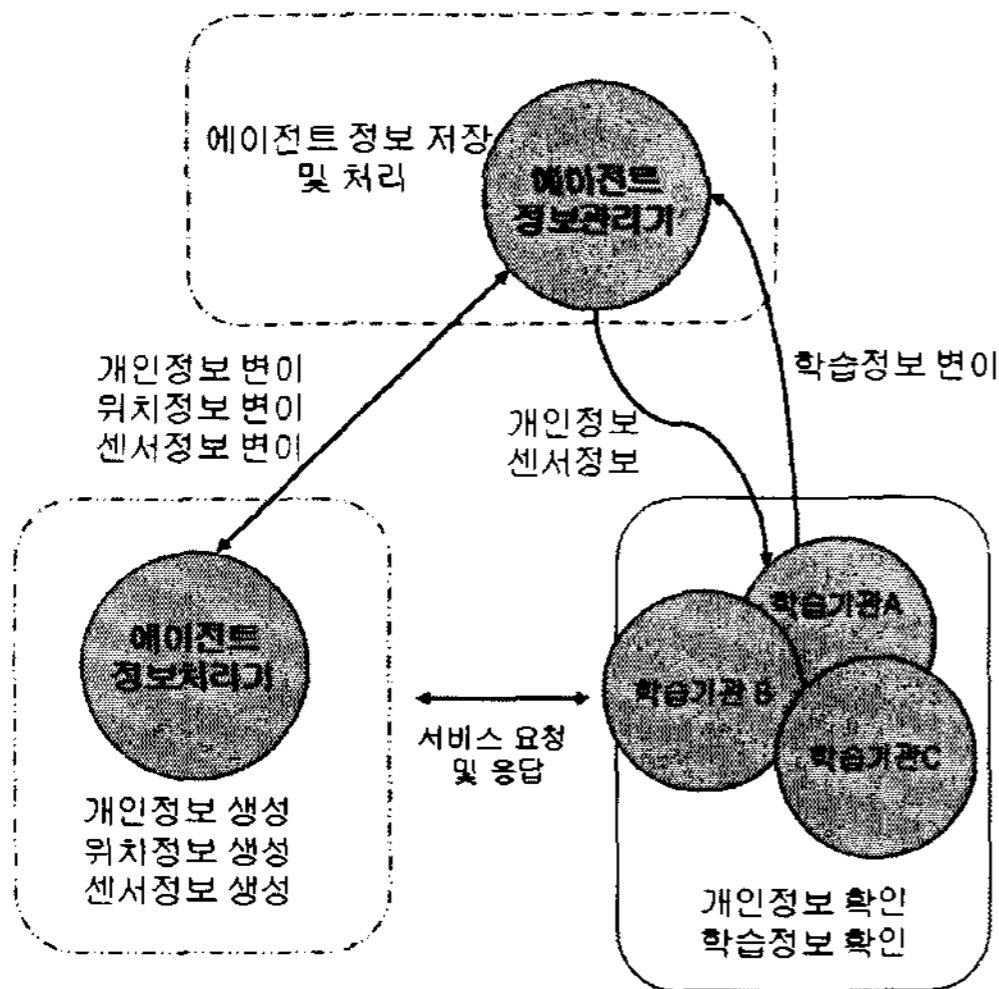 에이전트 정보 저장
및 처리
에이전트
정보관리기
개인정보 변이
위치정보 변이
센서정보 변이
개인정보
센서정보
학습정보 변이
에이전트
정보처리기
개인정보 생성
위치정보 생성
센서정보 생성
서비스 요청
및 응답
학습기관A
학습기관 B
학습기관C
개인정보 확인
학습정보 확인